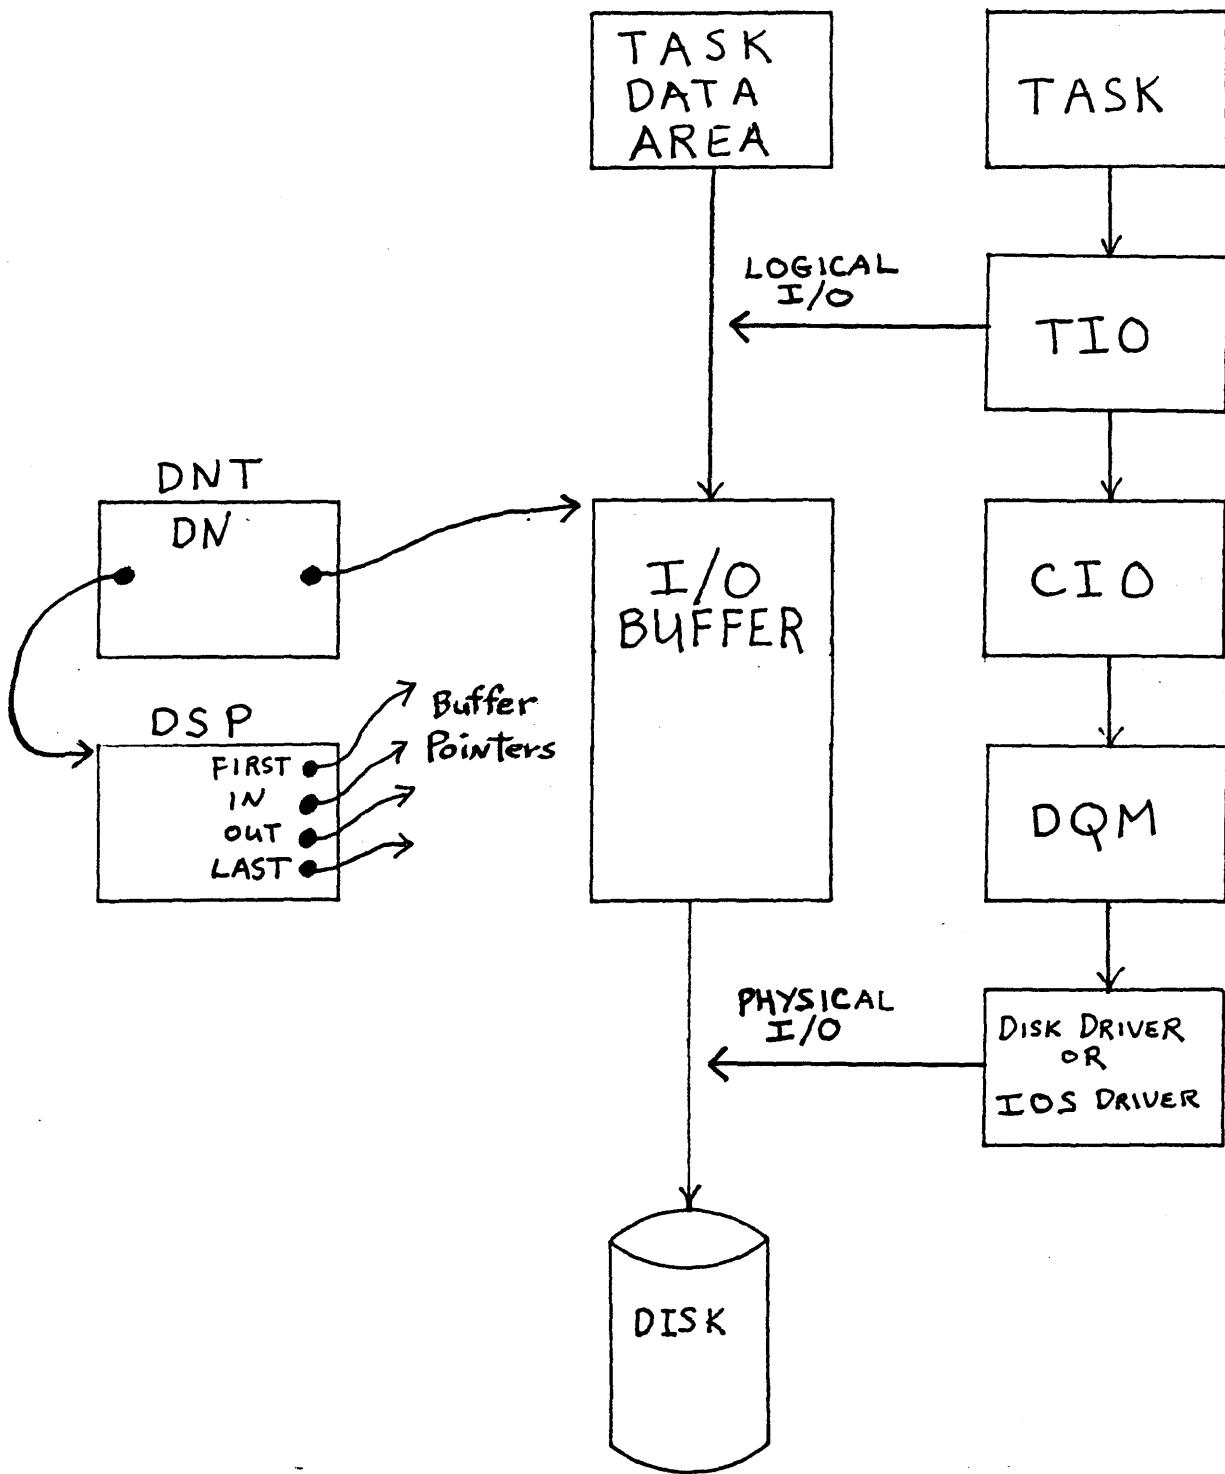 TASK
DATA
AREA
TASK
LOGICAL
I/O
TIO
DNT
DN
I/O
BUFFER
CIO
DSP
FIRST
IN
OUT
LAST
Buffer
Pointers
DQM
PHYSICAL
I/O
DISK DRIVER
OR
IOS DRIVER
DISK